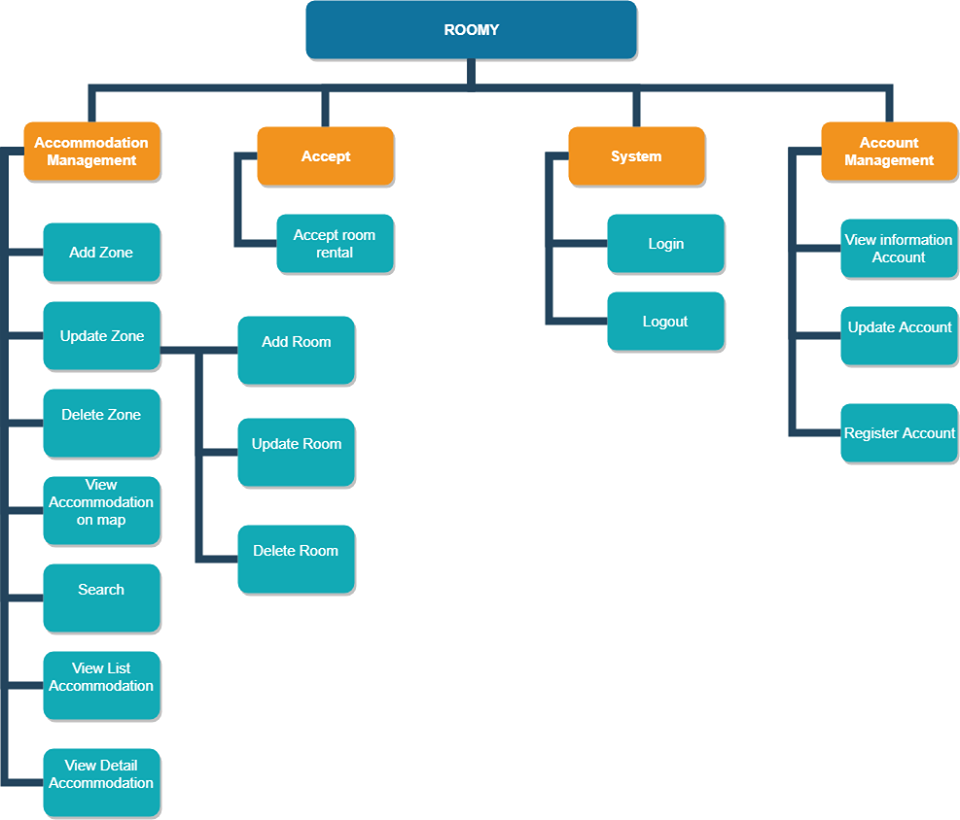 ROOMY
Accommodation
Management
Add Zone
Update Zone
Add Room
Update Room
Delete Room
Delete Zone
View
Accommodation
on map
Search
View List
Accommodation
View Detail
Accommodation
Accept
Accept room
rental
System
Login
Logout
Account
Management
View information
Account
Update Account
Register Account